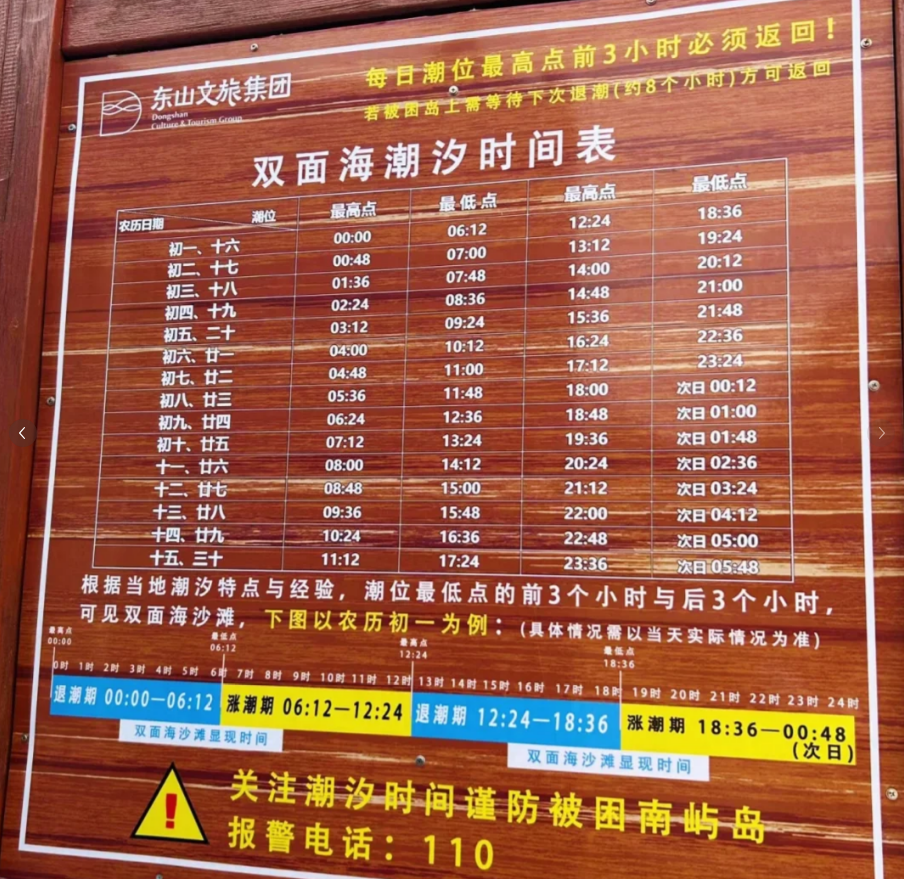 东山文旅集团
Dongshan
Culture & Tourism Group
每日潮位最高点前3小时必须返回！
若被困岛上需等待下次退潮(约8个小时)方可返回
双面海潮汐时间表
农历日期 潮位 最高点 最低点 最高点 最低点
初一、十六 00:00 06:12 12:24 18:36
初二、十七 00:48 07:00 13:12 19:24
初三、十八 01:36 07:48 14:00 20:12
初四、十九 02:24 08:36 14:48 21:00
初五、二十 03:12 09:24 15:36 21:48
初六、廿一 04:00 10:12 16:24 22:36
初七、廿二 04:48 11:00 17:12 23:24
初八、廿三 05:36 11:48 18:00 次日 00:12
初九、廿四 06:24 12:36 18:48 次日 01:00
初十、廿五 07:12 13:24 19:36 次日 01:48
十一、廿六 08:00 14:12 20:24 次日 02:36
十二、廿七 08:48 15:00 21:12 次日 03:24
十三、廿八 09:36 15:48 22:00 次日 04:12
十四、廿九 10:24 16:36 22:48 次日 05:00
十五、三十 11:12 17:24 23:36 次日 05:48
根据当地潮汐特点与经验，潮位最低点的前3个小时与后3个小时，
可见双面海沙滩，下图以农历初一为例：(具体情况需以当天实际情况为准)
最高点 最低点 最高点 最低点
00:00 06:12 12:24 18:36
0时 1时 2时 3时 4时 5时 6时 7时 8时 9时 10时 11时 12时 13时 14时 15时 16时 17时 18时 19时 20时 21时 22时 23时 24时
退潮期 00:00—06:12 涨潮期 06:12—12:24 退潮期 12:24—18:36 涨潮期 18:36—00:48
(次日)
双面海沙滩显现时间 双面海沙滩显现时间
关注潮汐时间谨防被困南屿岛
报警电话：110